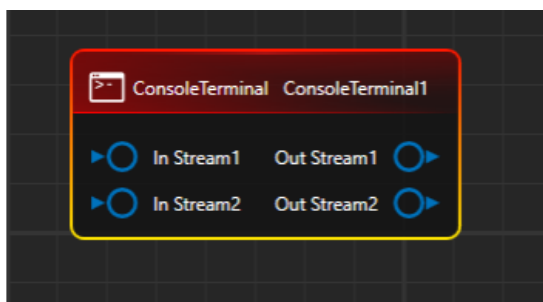 ConsoleTerminal ConsoleTerminal1
In Stream1 Out Stream1
In Stream2 Out Stream2